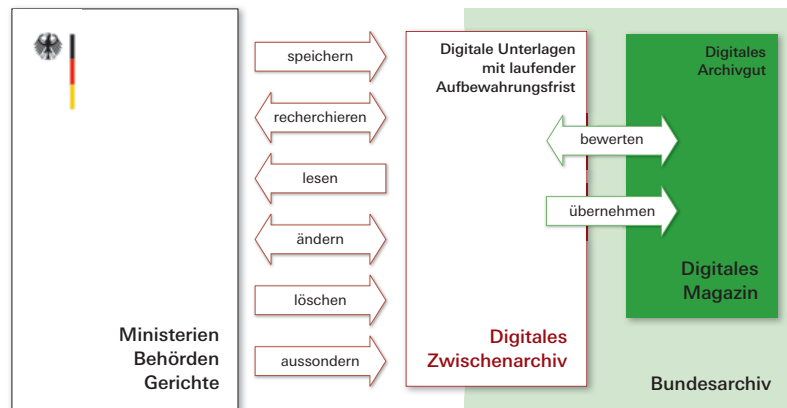 speichern
recherchieren
lesen
ändern
löschen
aussondern
Ministerien
Behörden
Gerichte
Digitale Unterlagen
mit laufender
Aufbewahrungsfrist
Digitales
Zwischenarchiv
bewerten
übernehmen
Digitales
Archivgut
Digitales
Magazin
Bundesarchiv